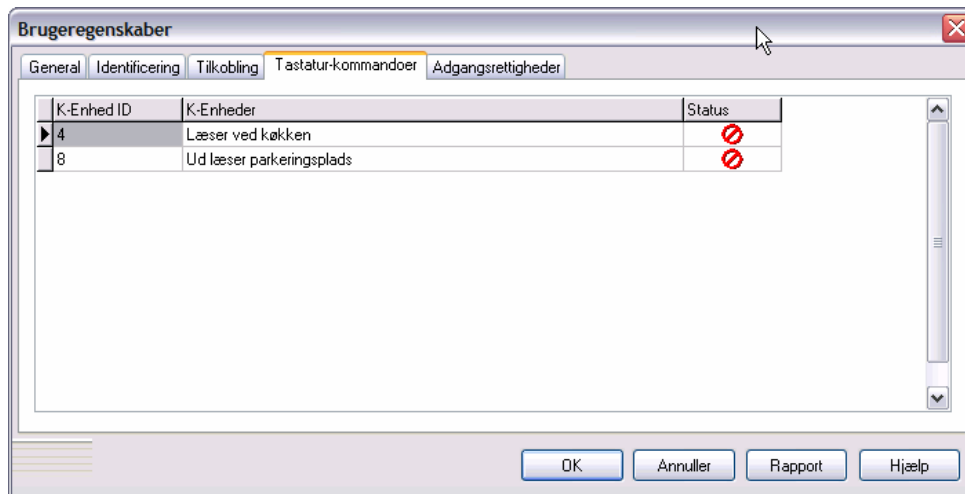 Brugeregenskaber
General Identificering Tilkobling Tastatur-kommandoer Adgangsrettigheder
K-Enhed ID K-Enheder Status
4 Læser ved køkken
8 Ud læser parkeringsplads
OK Annuller Rapport Hjælp